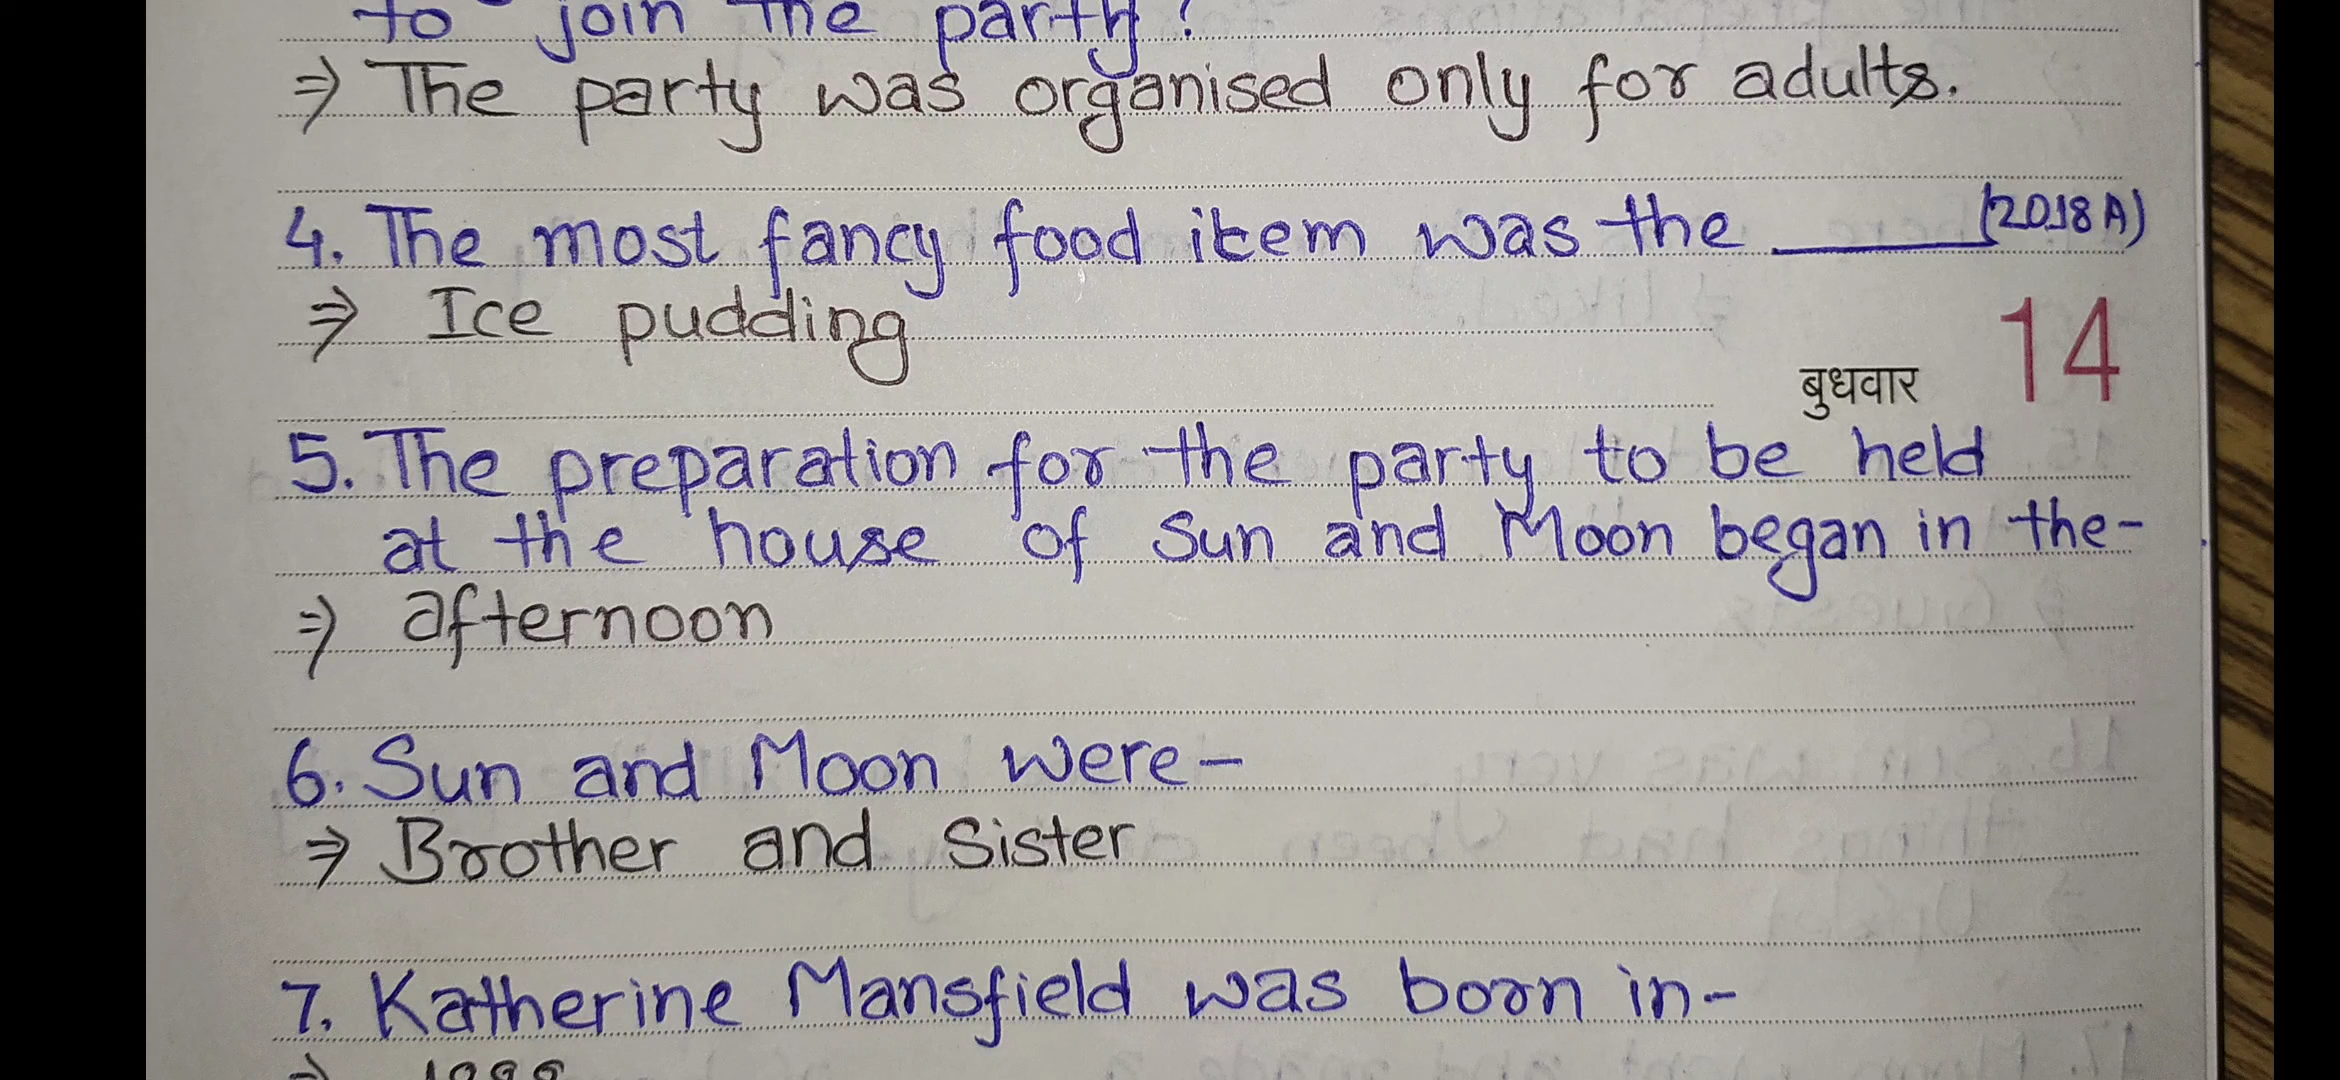 to join the party?
⇒ The party was organised only for adults.
4. The most fancy food item was the ______ (2018 A)
⇒ Ice pudding
बुधवार 14
5. The preparation for the party to be held
at the house of Sun and Moon began in the-
⇒ afternoon
6. Sun and Moon were-
⇒ Brother and Sister
7. Katherine Mansfield was born in-
⇒